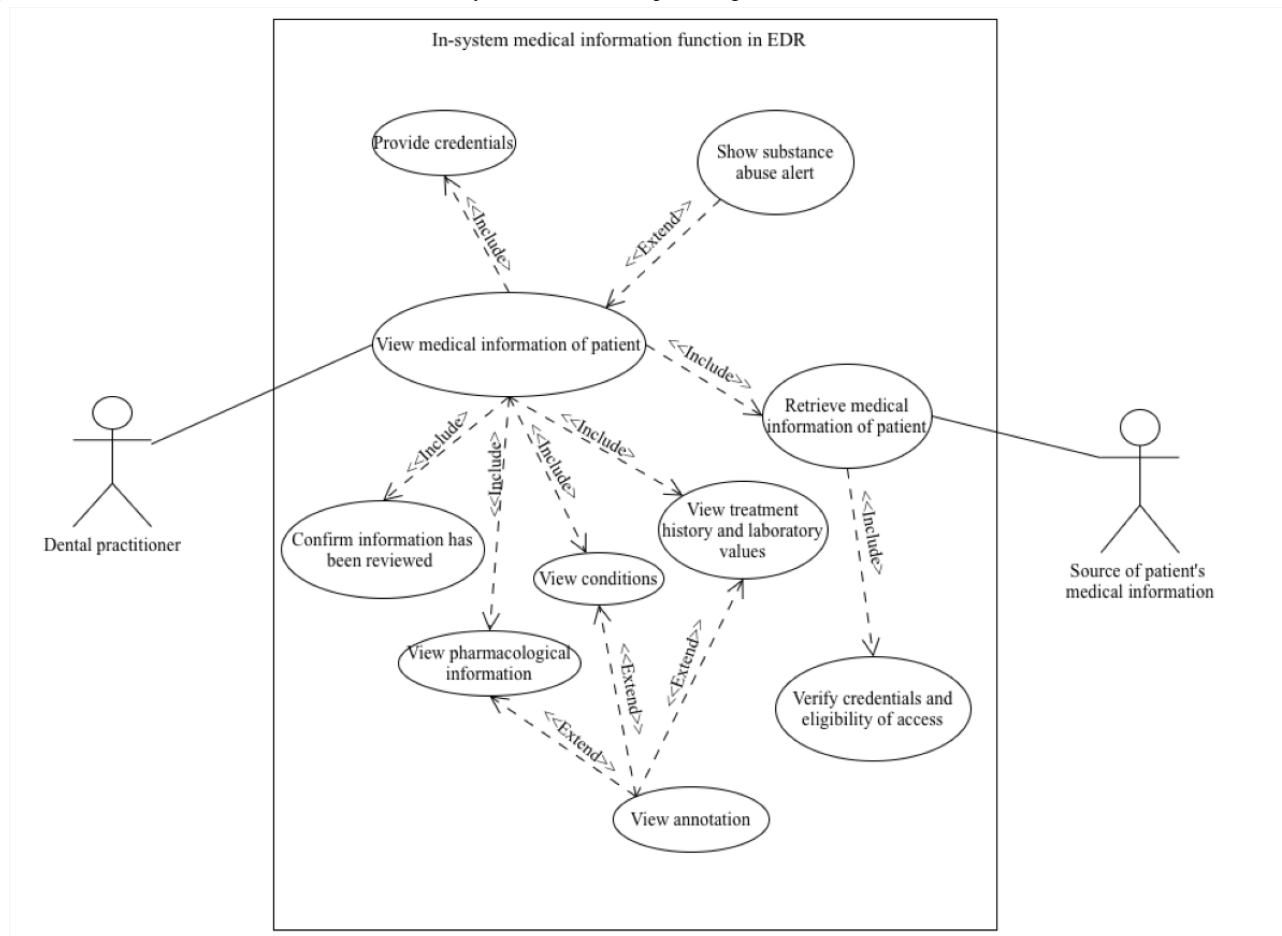 In-system medical information function in EDR
Provide credentials
Show substance
abuse alert
<<Include>
<<Extend>>
View medical information of patient
<<Include>>
Retrieve medical
information of patient
<<Include>
<<Include>
<<Include>
<<Include>
<<Include>
Confirm information has
been reviewed
View conditions
View treatment
history and laboratory
values
Dental practitioner
Source of patient's
medical information
View pharmacological
information
<<Extend>>
<<Extend>>
<<Extend>>
Verify credentials and
eligibility of access
View annotation